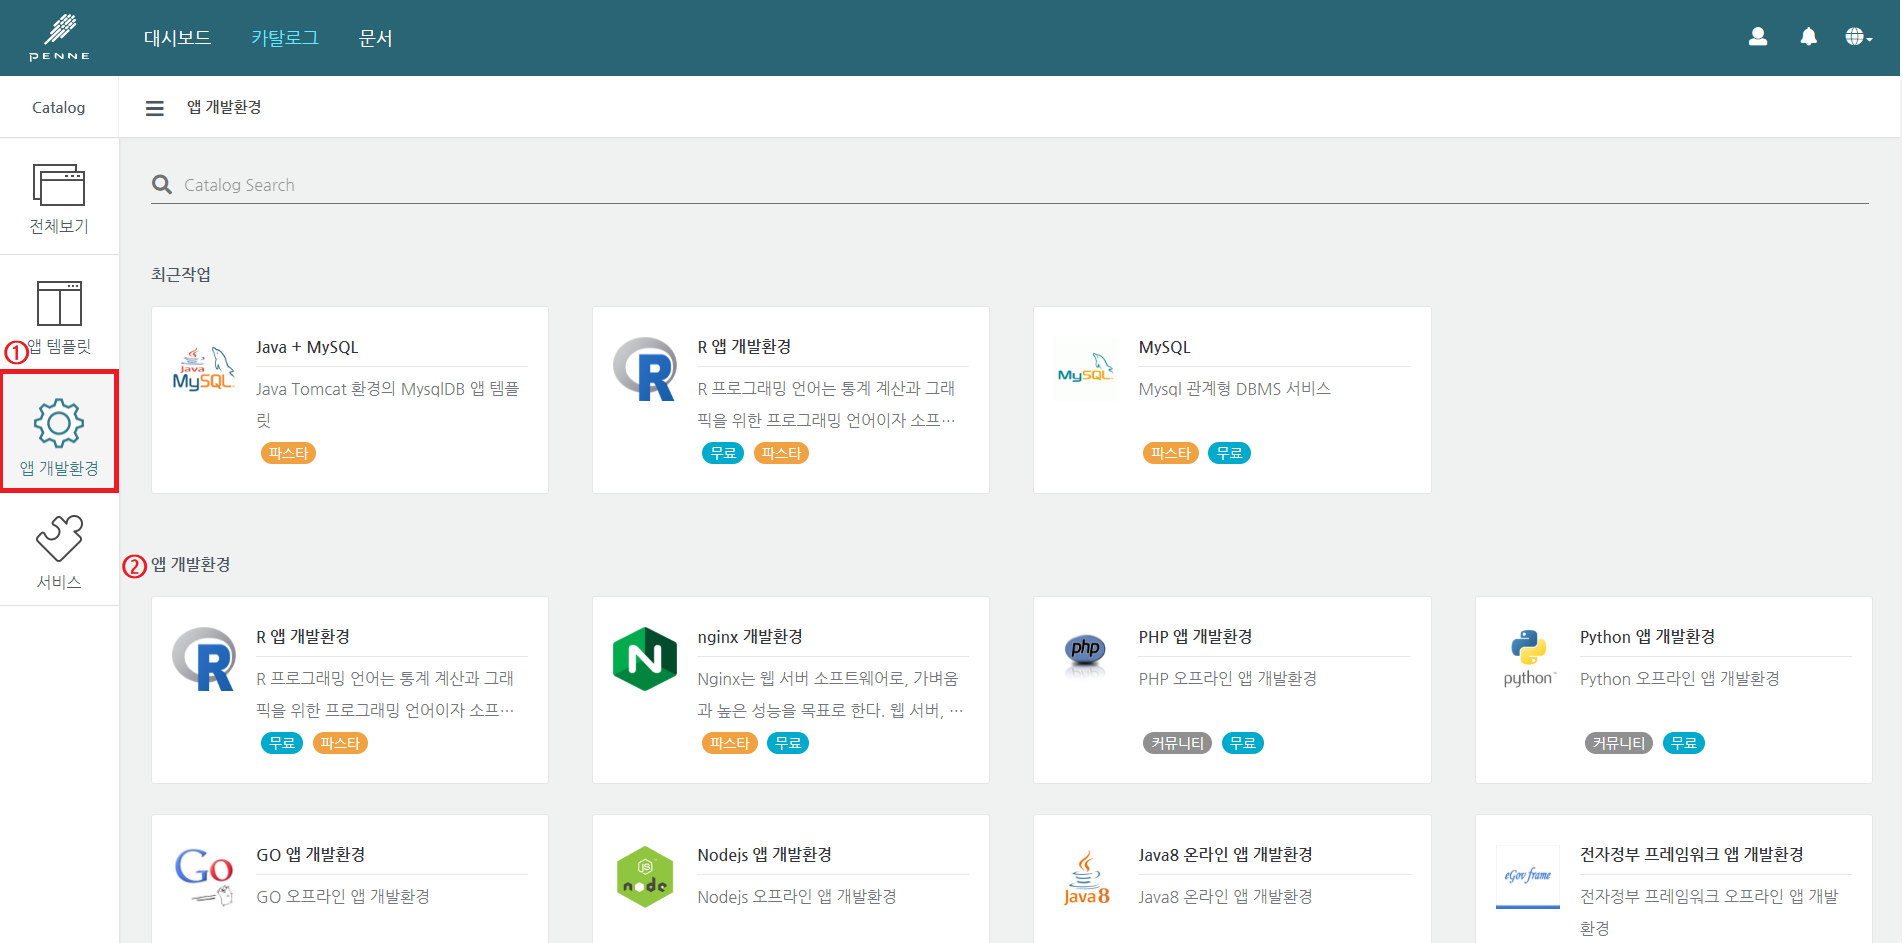 PENNE
대시보드 카탈로그 문서
Catalog
앱 개발환경
전체보기
앱 템플릿
①
앱 개발환경
서비스
Catalog Search
최근작업
Java MySQL
Java + MySQL
Java Tomcat 환경의 MysqlDB 앱 템플
릿
파스타
R
R 앱 개발환경
R 프로그래밍 언어는 통계 계산과 그래
픽을 위한 프로그래밍 언어이자 소프…
무료 파스타
MySQL
MySQL
Mysql 관계형 DBMS 서비스
파스타 무료
② 앱 개발환경
R
R 앱 개발환경
R 프로그래밍 언어는 통계 계산과 그래
픽을 위한 프로그래밍 언어이자 소프…
무료 파스타
N
nginx 개발환경
Nginx는 웹 서버 소프트웨어로, 가벼움
과 높은 성능을 목표로 한다. 웹 서버, …
파스타 무료
php
PHP 앱 개발환경
PHP 오프라인 앱 개발환경
커뮤니티 무료
python
Python 앱 개발환경
Python 오프라인 앱 개발환경
커뮤니티 무료
Go
GO 앱 개발환경
GO 오프라인 앱 개발환경
JS node
Nodejs 앱 개발환경
Nodejs 오프라인 앱 개발환경
Java8
Java8 온라인 앱 개발환경
Java8 온라인 앱 개발환경
eGov frame
전자정부 프레임워크 앱 개발환경
전자정부 프레임워크 오프라인 앱 개발
환경